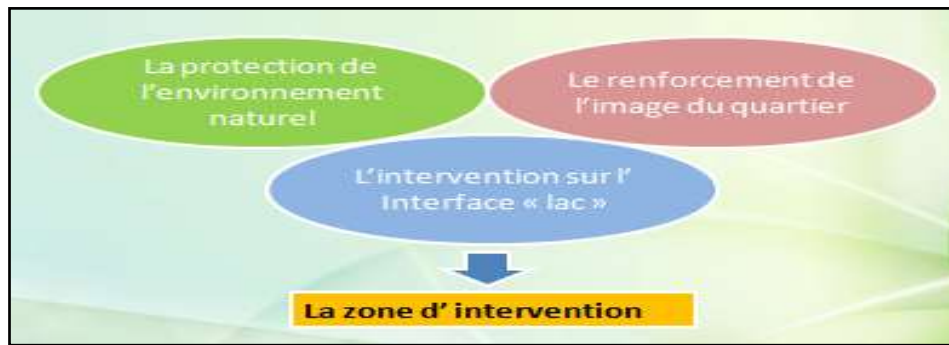 La protection de
l'environnement
naturel
Le renforcement de
l'image du quartier
L'intervention sur l'
Interface « lac »
La zone d' intervention